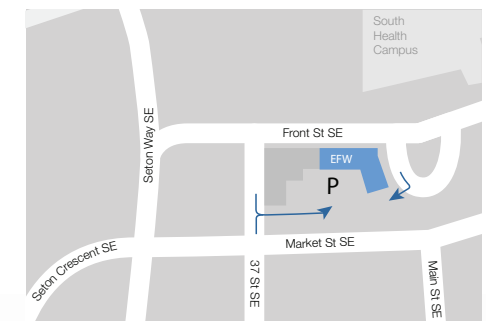 South
Health
Campus
Front St SE
Seton Way SE
EFW
P
Market St SE
Seton Crescent SE
37 St SE
Main St SE